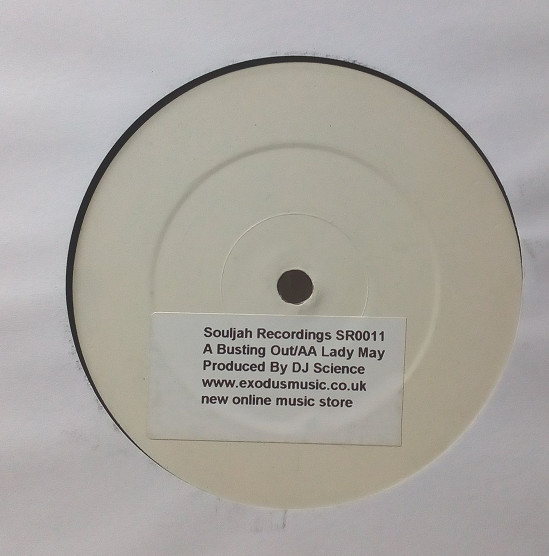 Souljah Recordings SR0011
A Busting Out/AA Lady May
Produced By DJ Science
www.exodusmusic.co.uk
new online music store